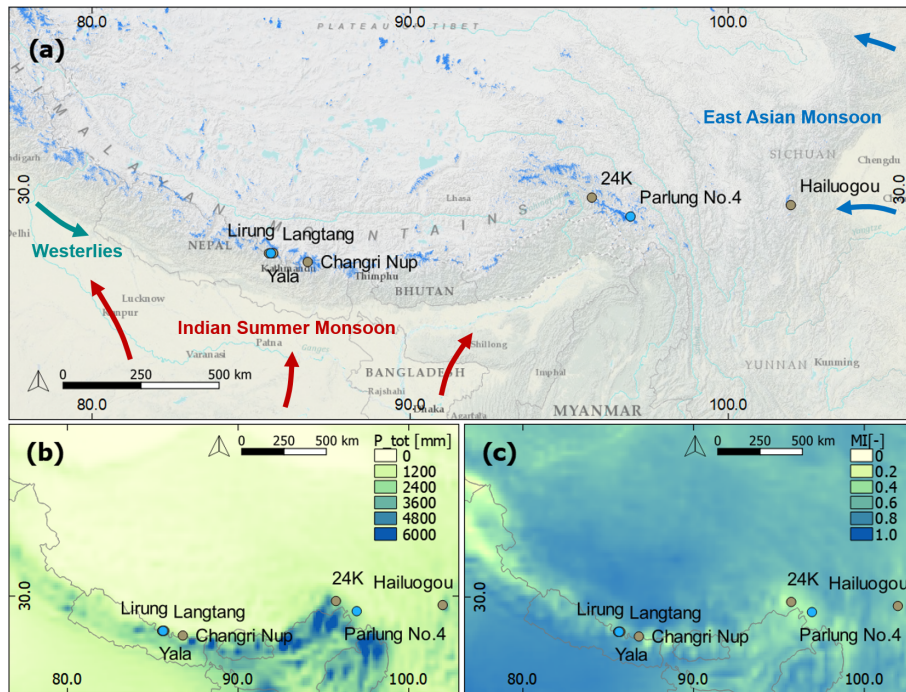 80.0
90.0
100.0
PLATEAU OF TIBET
(a)
East Asian Monsoon
HIMALAYAN MOUNTAINS
SICHUAN
Chengdu
30.0
24K
Hailuogou
30.0
Lhasa
Parlung No.4
Delhi
Westerlies
NEPAL
Lirung
Langtang
Kathmandu
Yala
Changri Nup
Thimphu
BHUTAN
Lucknow
Kanpur
Indian Summer Monsoon
Patna
Ganges
Varanasi
Shillong
BANGLADESH
Rajshahi
Imphal
YUNNAN
Kunming
0 250 500 km
Dhaka
Agartala
MYANMAR
80.0
90.0
100.0
(b)
0 250 500 km
P_tot [mm]
0
1200
2400
3600
4800
6000
30.0
24K
Hailuogou
Lirung
Langtang
Changri Nup
Parlung No.4
Yala
80.0
90.0
100.0
(c)
0 250 500 km
MI[-]
0
0.2
0.4
0.6
0.8
1.0
30.0
24K
Hailuogou
Lirung
Langtang
Changri Nup
Parlung No.4
Yala
80.0
90.0
100.0